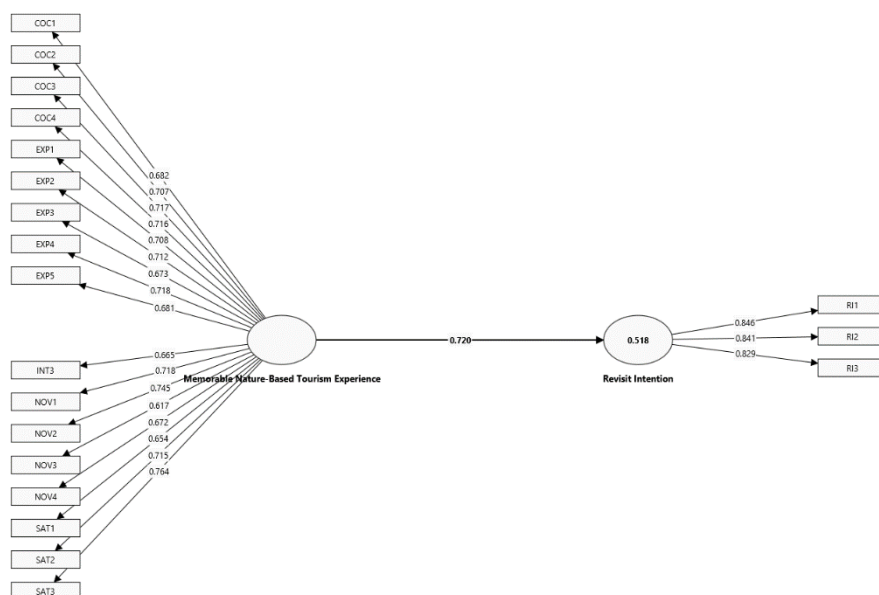 COC1
COC2
COC3
COC4
EXP1
EXP2
EXP3
EXP4
EXP5
INT3
NOV1
NOV2
NOV3
NOV4
SAT1
SAT2
SAT3
0.682
0.707
0.717
0.716
0.708
0.712
0.673
0.718
0.681
0.665
0.718
0.745
0.617
0.672
0.654
0.715
0.764
Memorable Nature-Based Tourism Experience
0.720
0.518
Revisit Intention
0.846
0.841
0.829
RI1
RI2
RI3